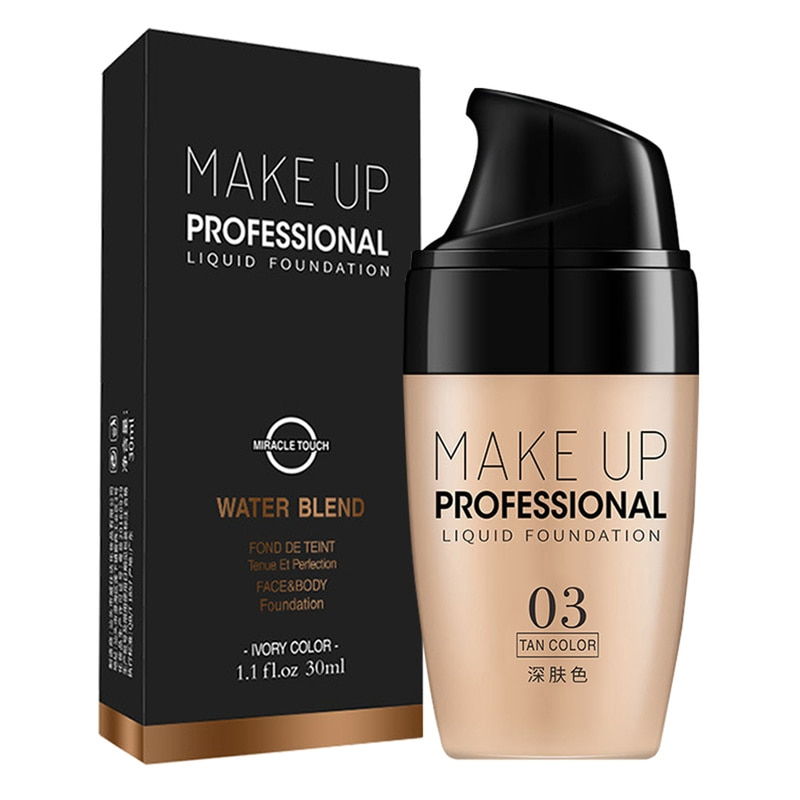 MAKE UP
PROFESSIONAL
LIQUID FOUNDATION
MIRACLE TOUCH
WATER BLEND
FOND DE TEINT
Tenue Et Perfection
FACE&BODY
Foundation
- IVORY COLOR -
1.1 fl.oz 30ml
30ml
MAKE UP
PROFESSIONAL
LIQUID FOUNDATION
03
TAN COLOR
深肤色